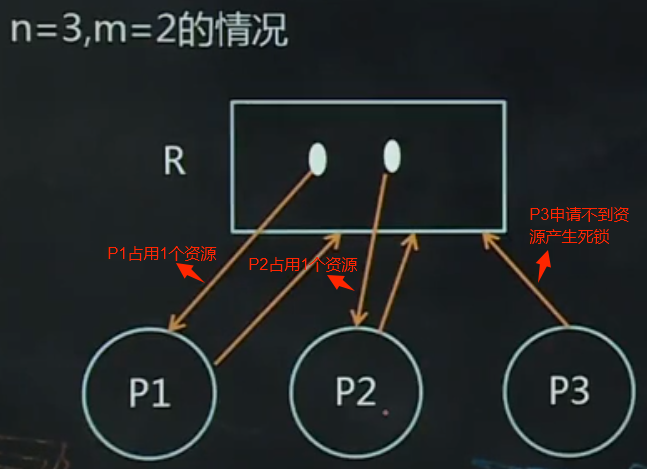 n=3,m=2的情况
R
P3申请不到资
源产生死锁
P1占用1个资源
P2占用1个资源
P1
P2
P3